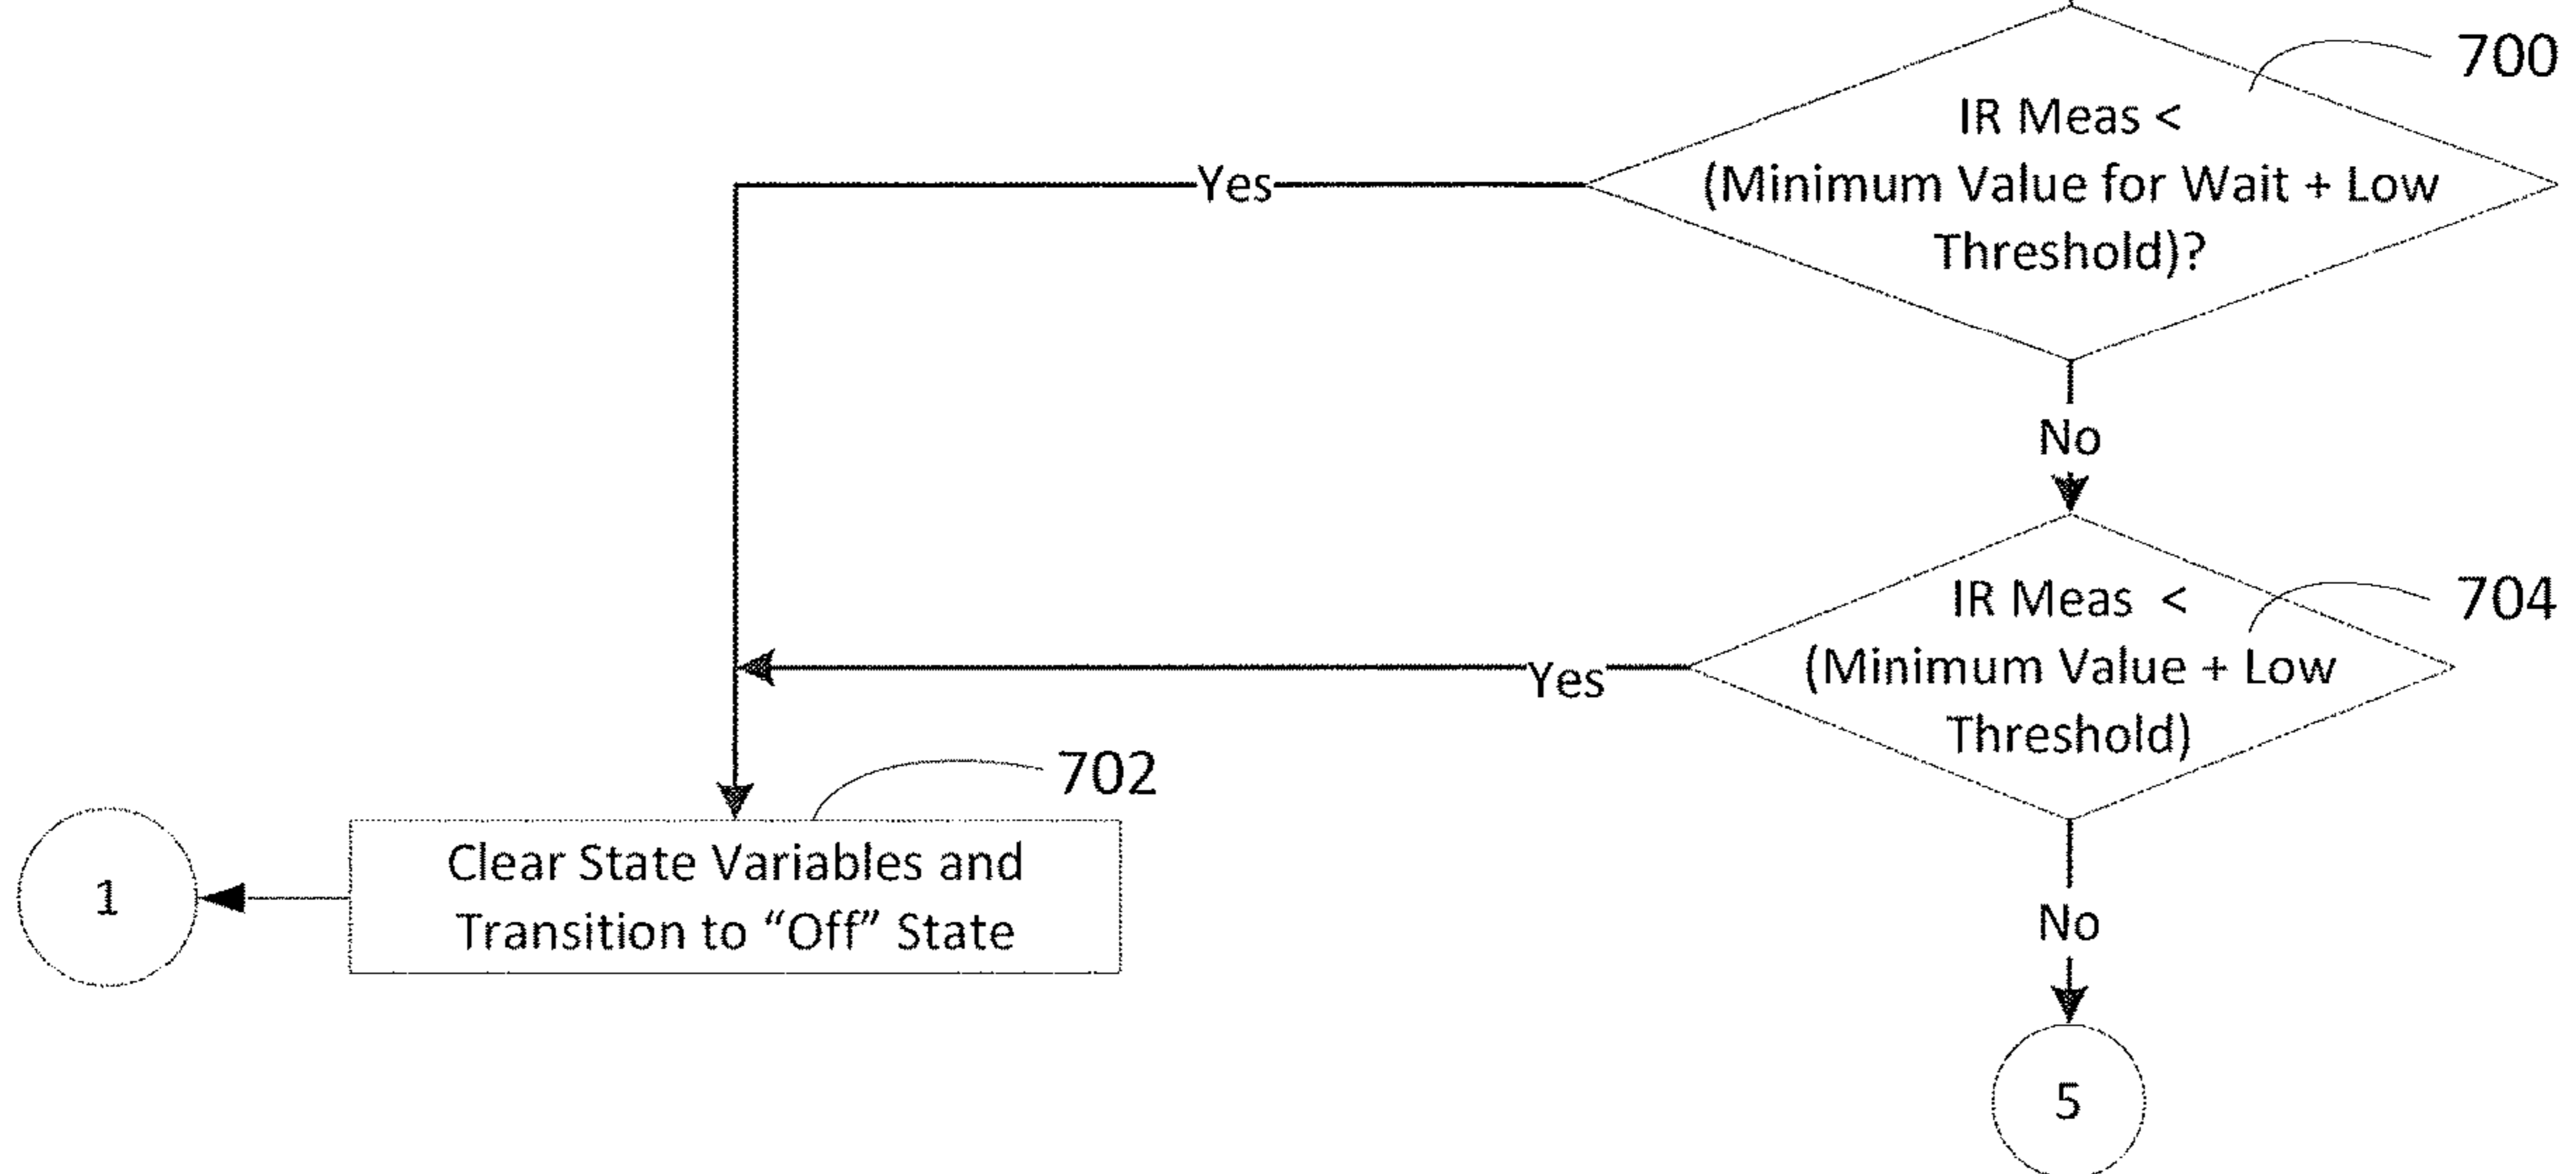 700
IR Meas <
(Minimum Value for Wait + Low
Threshold)?
Yes
No
704
IR Meas <
(Minimum Value + Low
Threshold)
Yes
702
Clear State Variables and
Transition to “Off” State
1
No
5